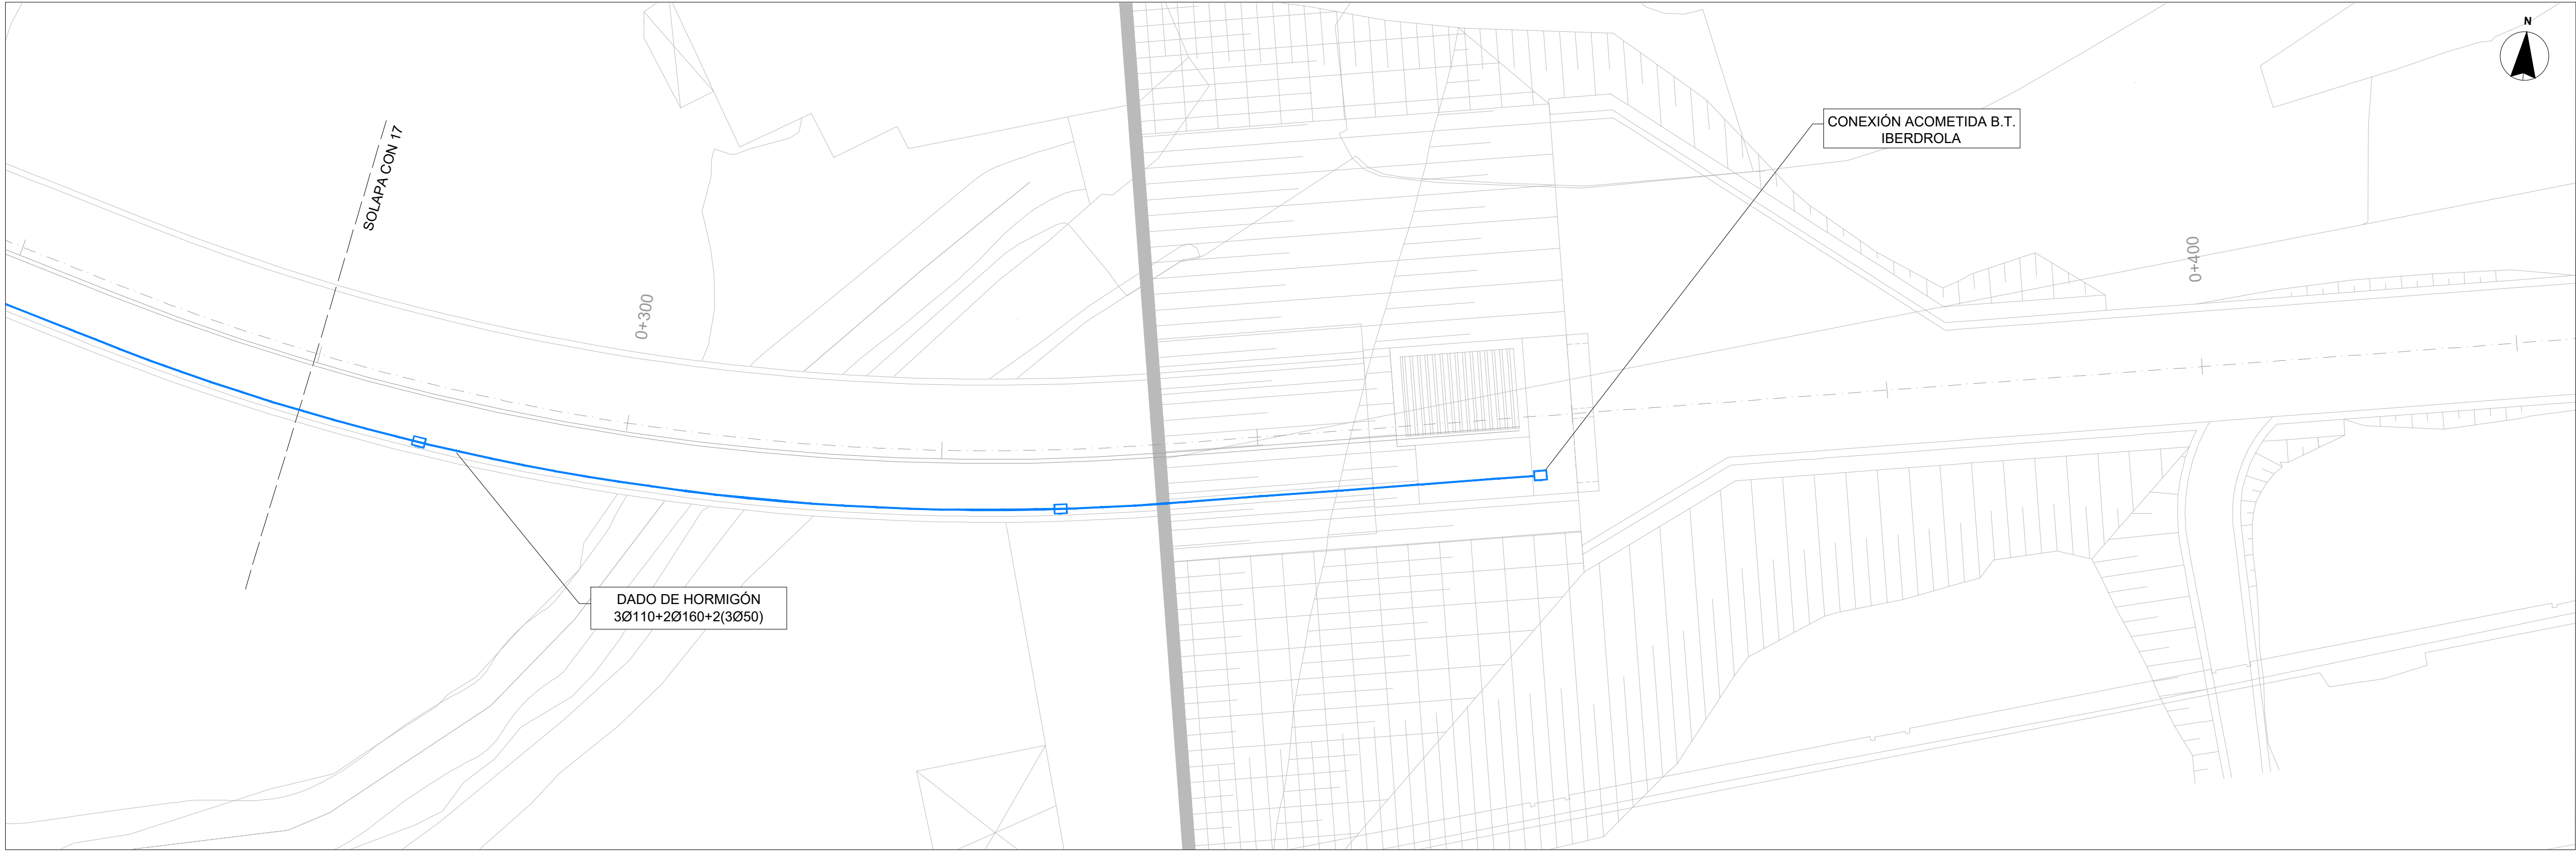 N
CONEXIÓN ACOMETIDA B.T.
IBERDROLA
SOLAPA CON 17
0+300
0+400
DADO DE HORMIGÓN
3Ø110+2Ø160+2(3Ø50)